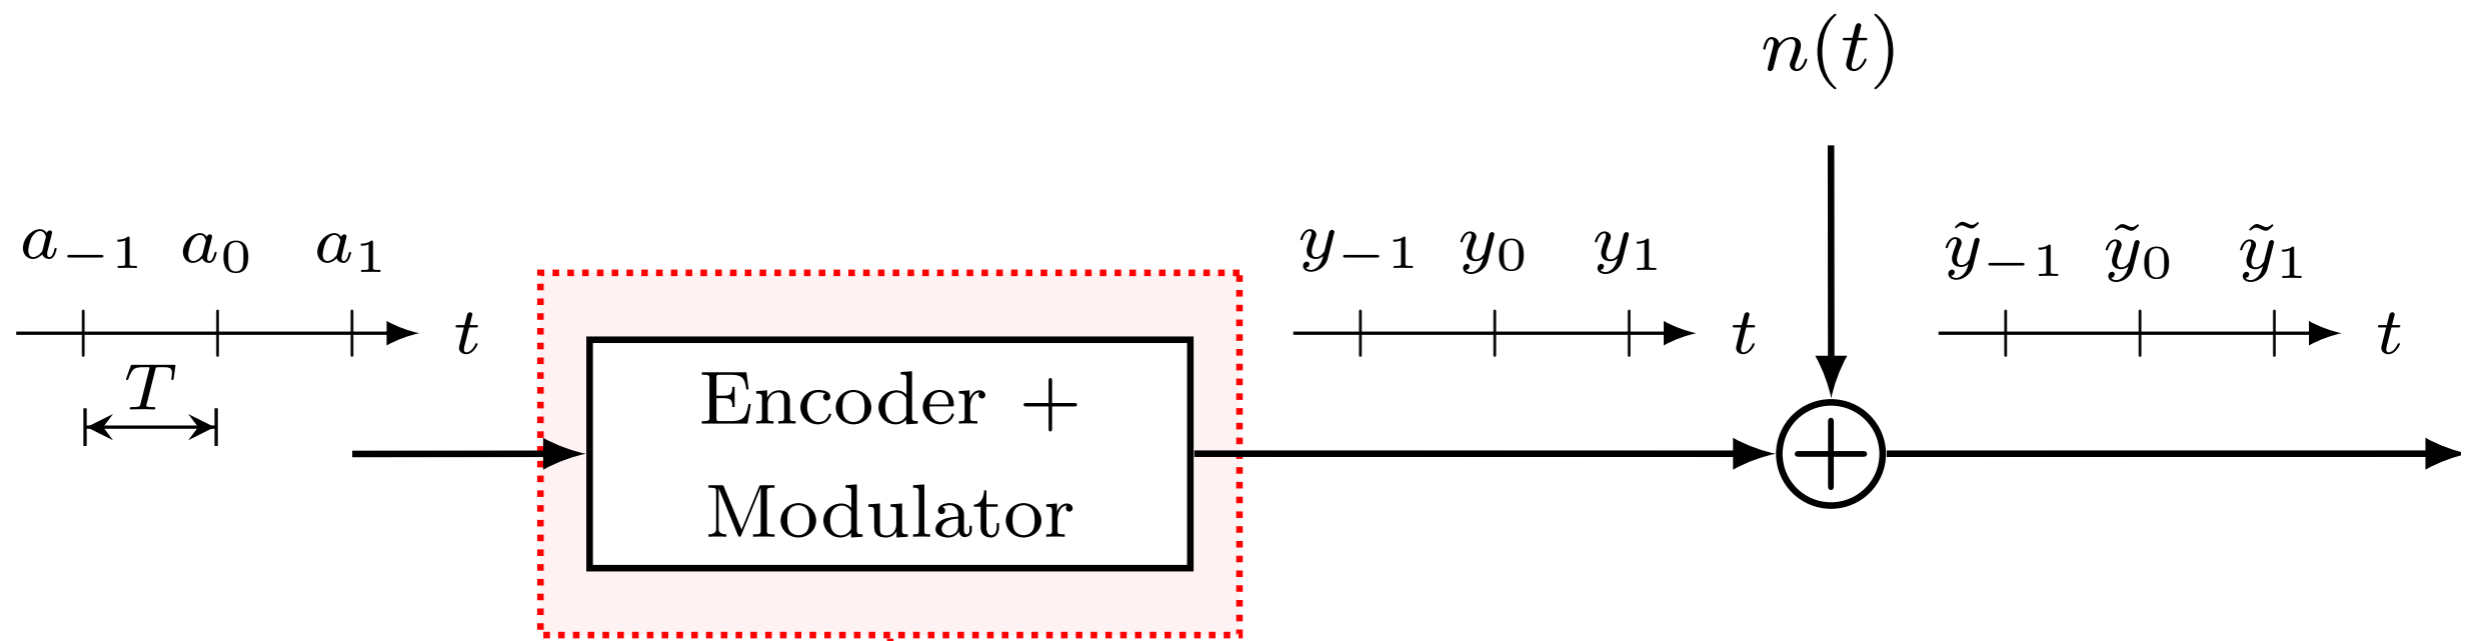 n(t)
a₋₁ a₀ a₁
t
T
Encoder +
Modulator
y₋₁ y₀ y₁
t
ỹ₋₁ ỹ₀ ỹ₁
t